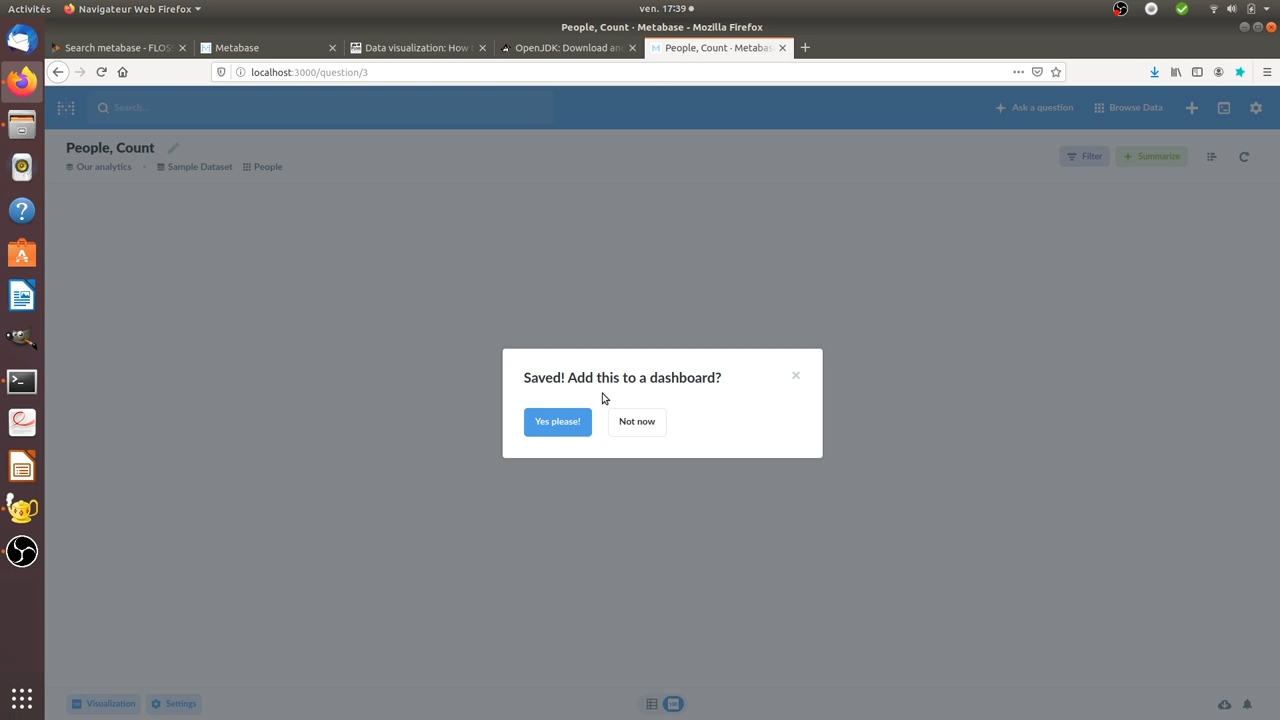 Activités
Navigateur Web Firefox
ven. 17:39
People, Count · Metabase - Mozilla Firefox
Search metabase - FLOSS
Metabase
Data visualization: How t
OpenJDK: Download and
People, Count · Metabas
localhost:3000/question/3
Search...
Ask a question
Browse Data
People, Count
Our analytics
Sample Dataset
People
Filter
Summarize
Saved! Add this to a dashboard?
Yes please!
Not now
Visualization
Settings